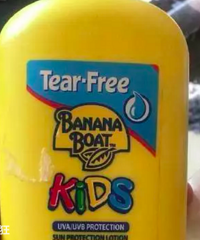 Tear-Free
BANANA
BOAT
KiDS
UVA/UVB PROTECTION
SUN PROTECTION LOTION